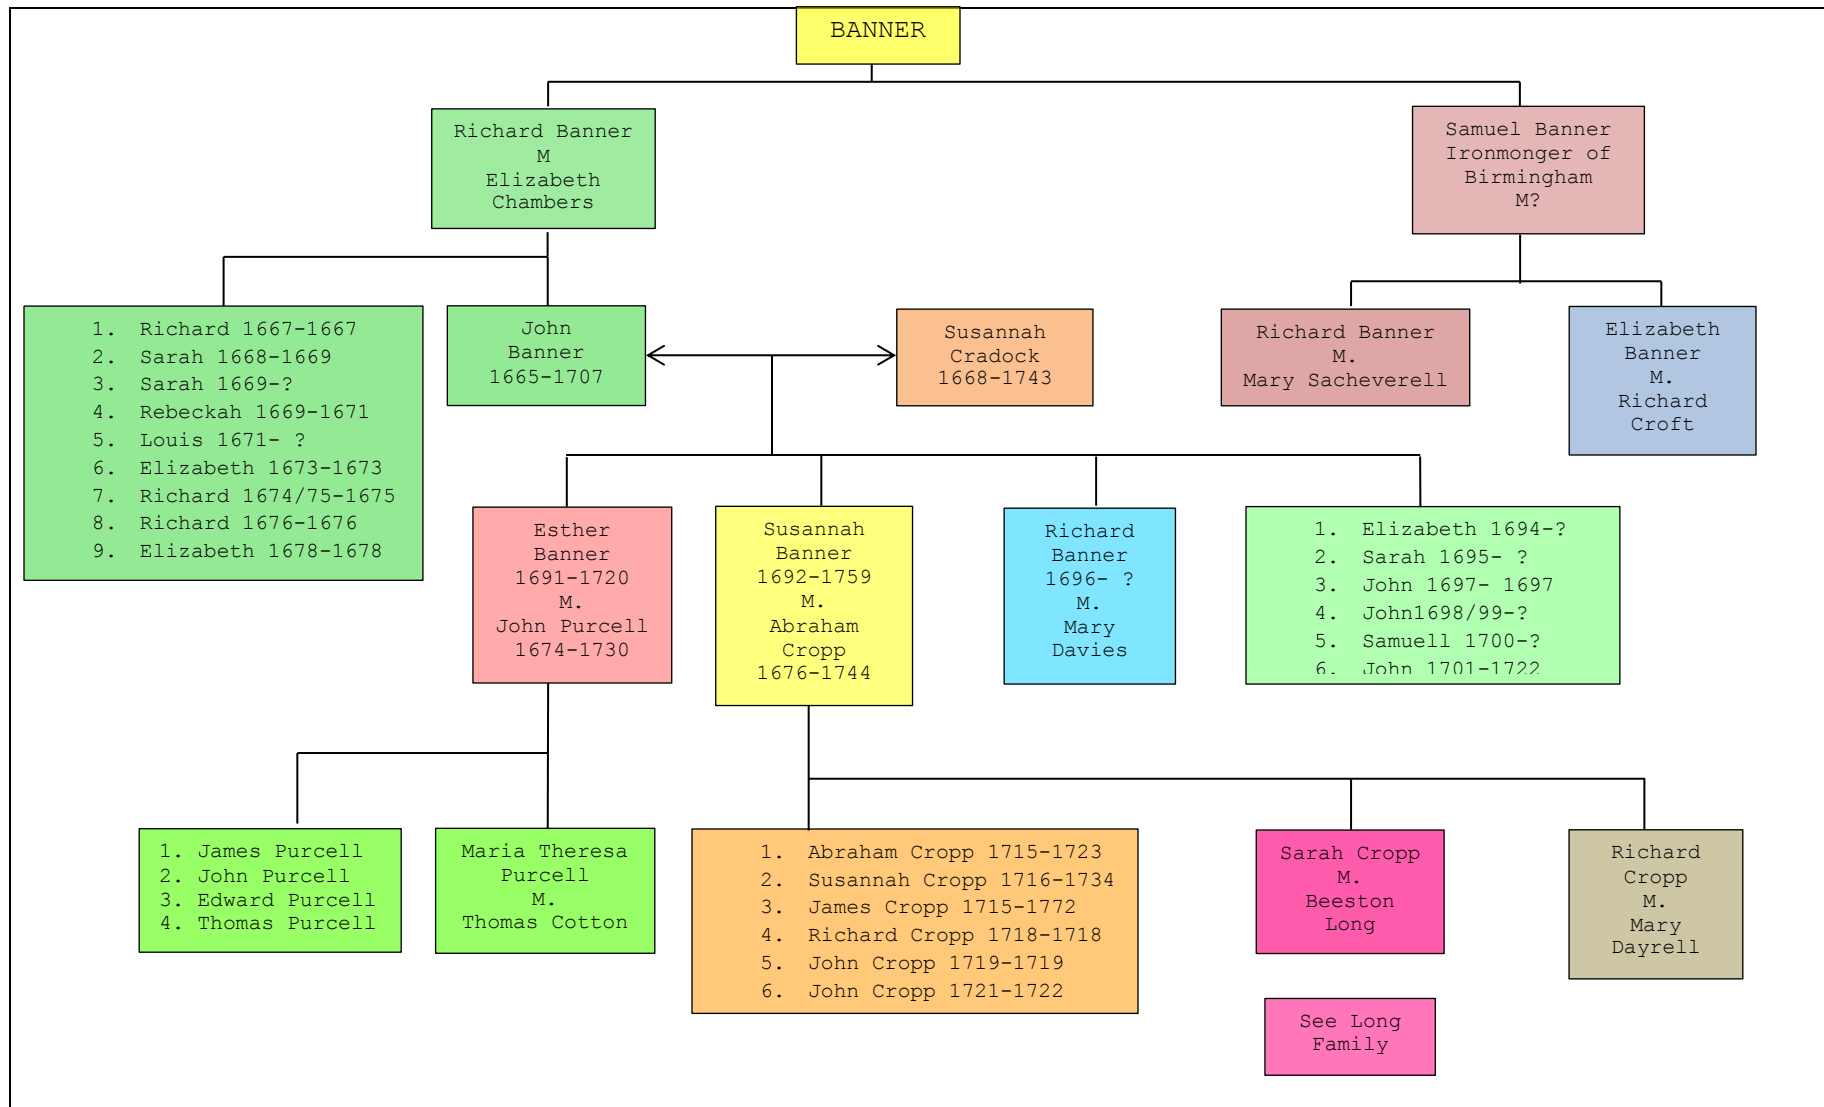 BANNER
Richard Banner
M
Elizabeth
Chambers
Samuel Banner
Ironmonger of
Birmingham
M?
1. Richard 1667-1667
2. Sarah 1668-1669
3. Sarah 1669-?
4. Rebeckah 1669-1671
5. Louis 1671- ?
6. Elizabeth 1673-1673
7. Richard 1674/75-1675
8. Richard 1676-1676
9. Elizabeth 1678-1678
John
Banner
1665-1707
Susannah
Cradock
1668-1743
Richard Banner
M.
Mary Sacheverell
Elizabeth
Banner
M.
Richard
Croft
Esther
Banner
1691-1720
M.
John Purcell
1674-1730
Susannah
Banner
1692-1759
M.
Abraham
Cropp
1676-1744
Richard
Banner
1696- ?
M.
Mary
Davies
1. Elizabeth 1694-?
2. Sarah 1695- ?
3. John 1697- 1697
4. John1698/99-?
5. Samuell 1700-?
6. John 1701-1722
1. James Purcell
2. John Purcell
3. Edward Purcell
4. Thomas Purcell
Maria Theresa
Purcell
M.
Thomas Cotton
1. Abraham Cropp 1715-1723
2. Susannah Cropp 1716-1734
3. James Cropp 1715-1772
4. Richard Cropp 1718-1718
5. John Cropp 1719-1719
6. John Cropp 1721-1722
Sarah Cropp
M.
Beeston
Long
Richard
Cropp
M.
Mary
Dayrell
See Long
Family